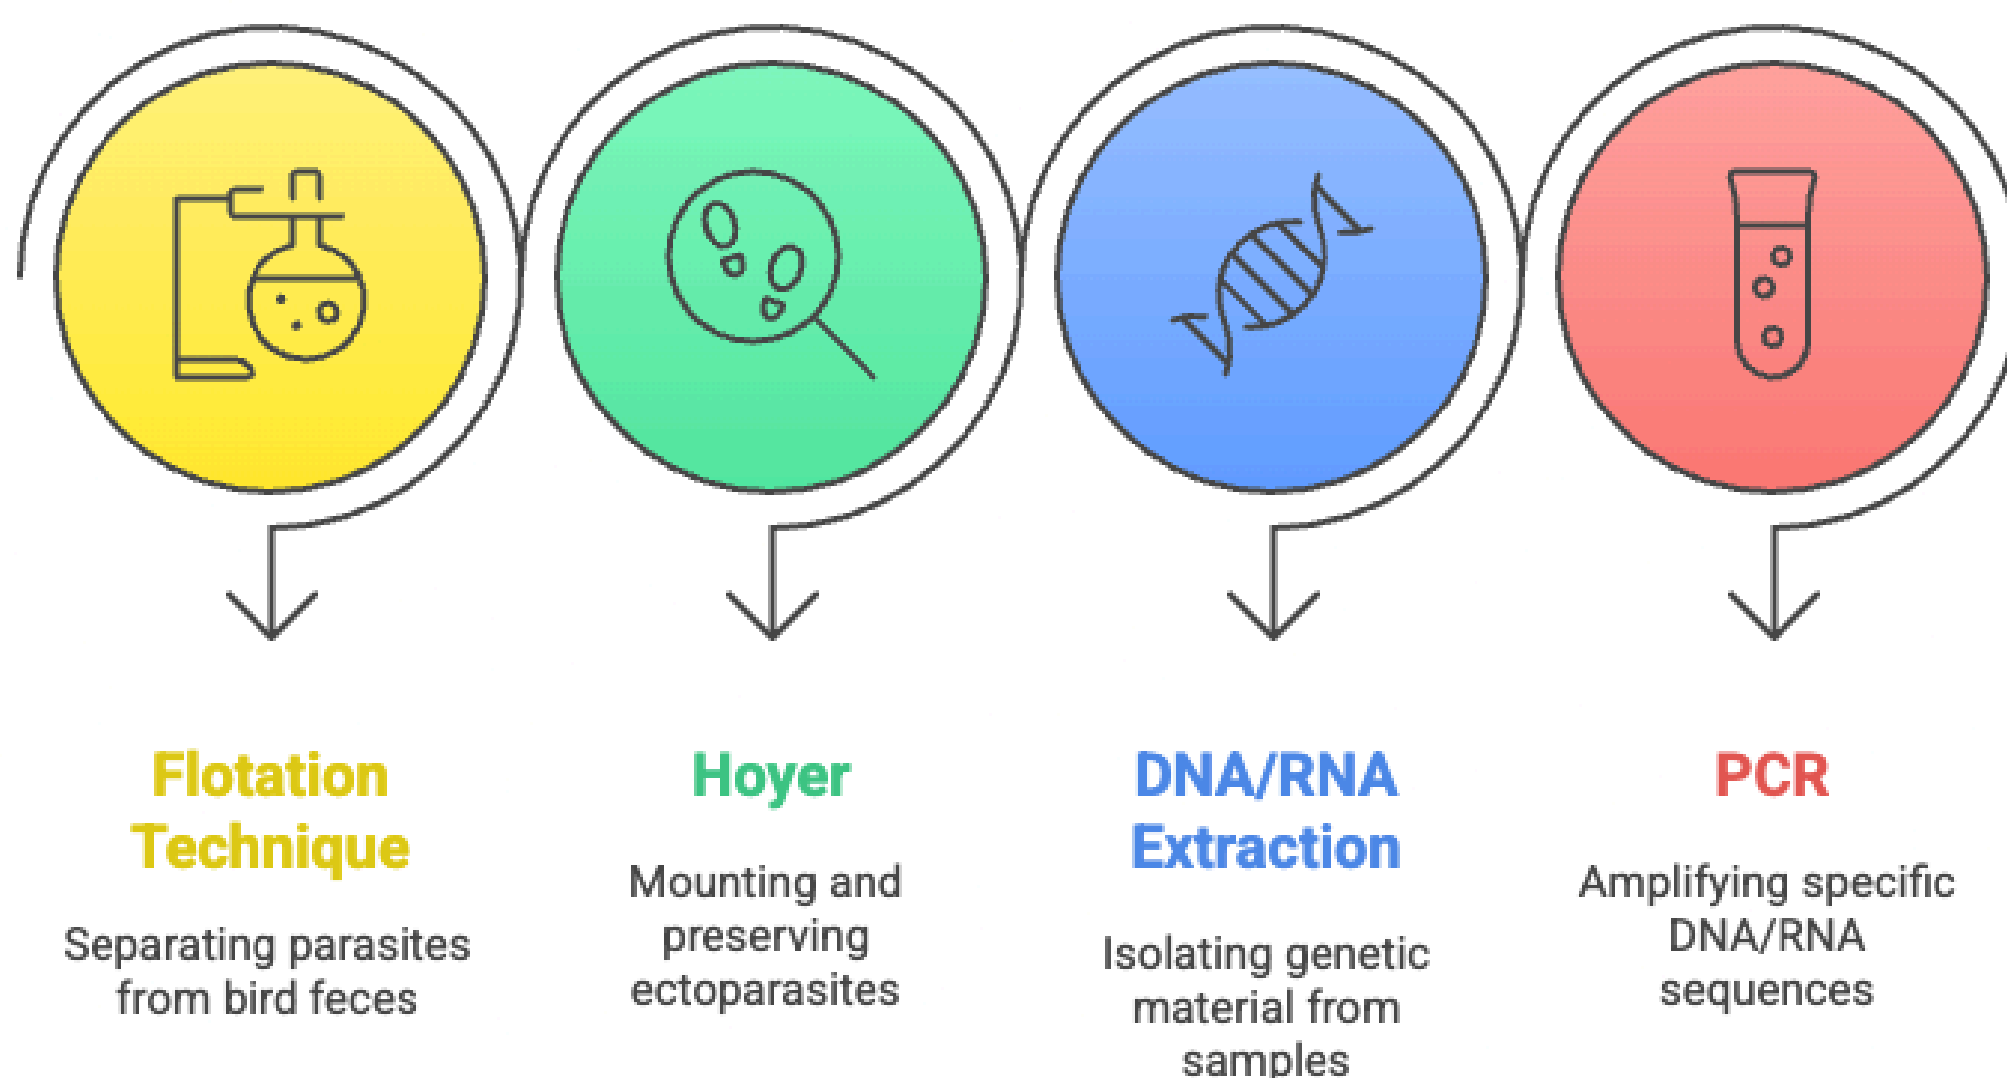 Flotation
Technique
Separating parasites
from bird feces
Hoyer
Mounting and
preserving
ectoparasites
DNA/RNA
Extraction
Isolating genetic
material from
samples
PCR
Amplifying specific
DNA/RNA
sequences